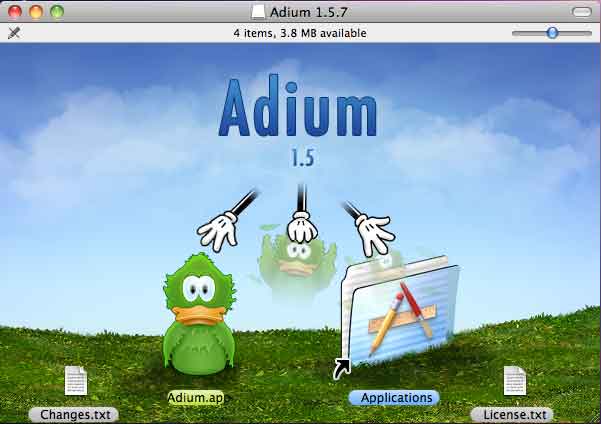 Adium 1.5.7
4 items, 3.8 MB available
Adium
1.5
Adium.app
Applications
Changes.txt
License.txt